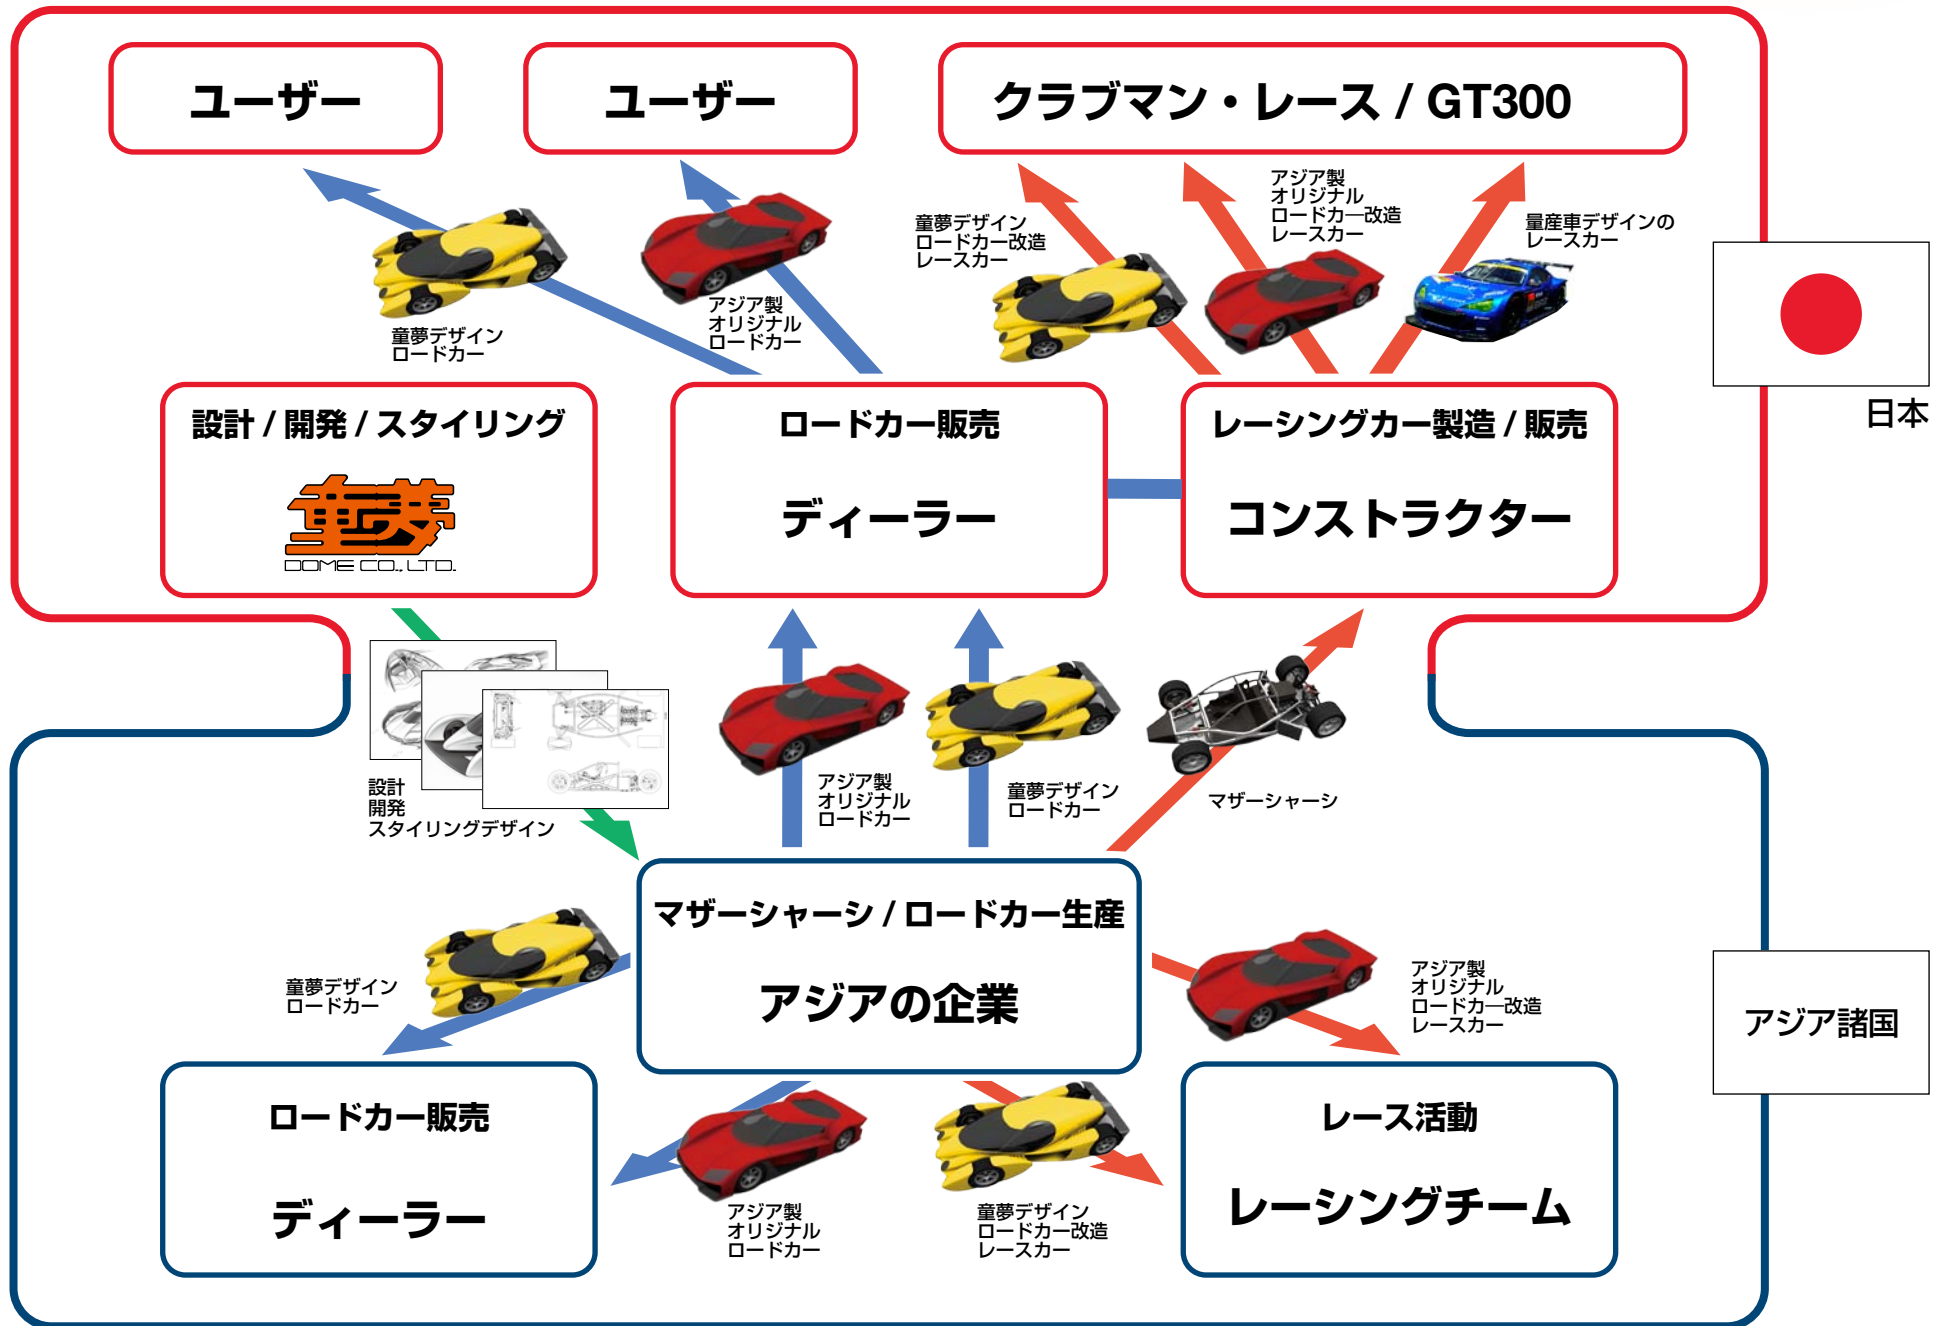 ユーザー
ユーザー
クラブマン・レース / GT300
童夢デザイン
ロードカー
アジア製
オリジナル
ロードカー
童夢デザイン
ロードカー改造
レースカー
アジア製
オリジナル
ロードカ―改造
レースカー
量産車デザインの
レースカー
日本
設計 / 開発 / スタイリング
童夢
DOME CO., LTD.
ロードカー販売
ディーラー
レーシングカー製造 / 販売
コンストラクター
設計
開発
スタイリングデザイン
アジア製
オリジナル
ロードカー
童夢デザイン
ロードカー
マザーシャーシ
マザーシャーシ / ロードカー生産
アジアの企業
童夢デザイン
ロードカー
アジア製
オリジナル
ロードカ―改造
レースカー
アジア諸国
ロードカー販売
ディーラー
アジア製
オリジナル
ロードカー
童夢デザイン
ロードカー改造
レースカー
レース活動
レーシングチーム